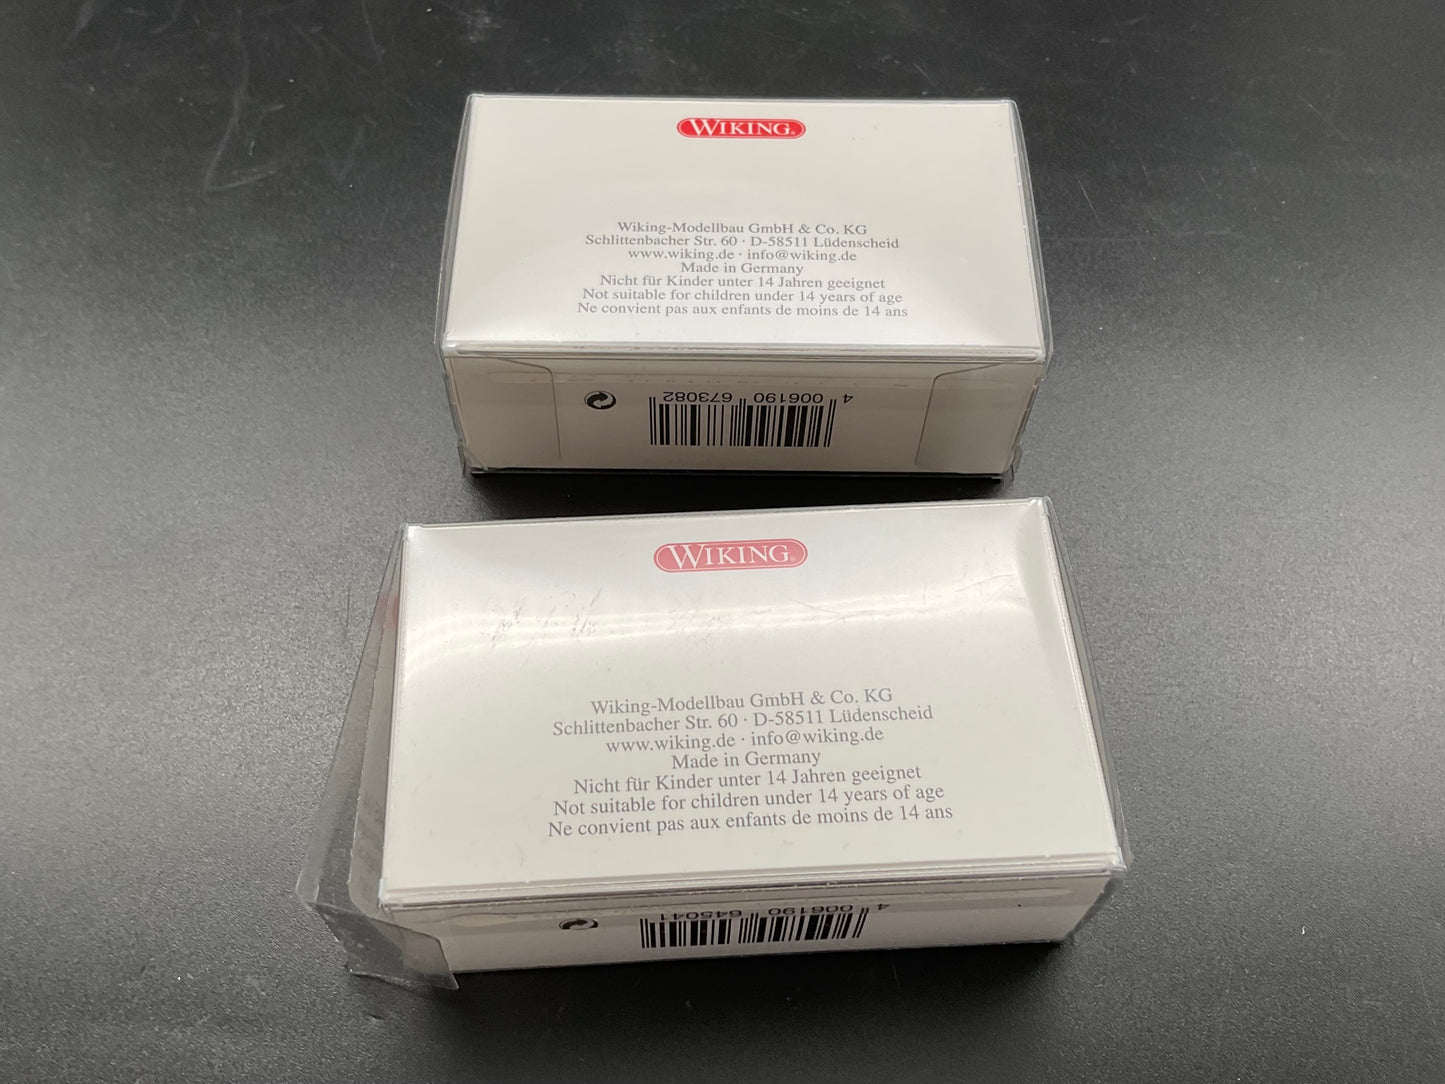 WIKING®
Wiking-Modellbau GmbH & Co. KG
Schlittenbacher Str. 60 · D-58511 Lüdenscheid
www.wiking.de · info@wiking.de
Made in Germany
Nicht für Kinder unter 14 Jahren geeignet
Not suitable for children under 14 years of age
Ne convient pas aux enfants de moins de 14 ans
4 006190 673082
WIKING®
Wiking-Modellbau GmbH & Co. KG
Schlittenbacher Str. 60 · D-58511 Lüdenscheid
www.wiking.de · info@wiking.de
Made in Germany
Nicht für Kinder unter 14 Jahren geeignet
Not suitable for children under 14 years of age
Ne convient pas aux enfants de moins de 14 ans
4 006190 645041